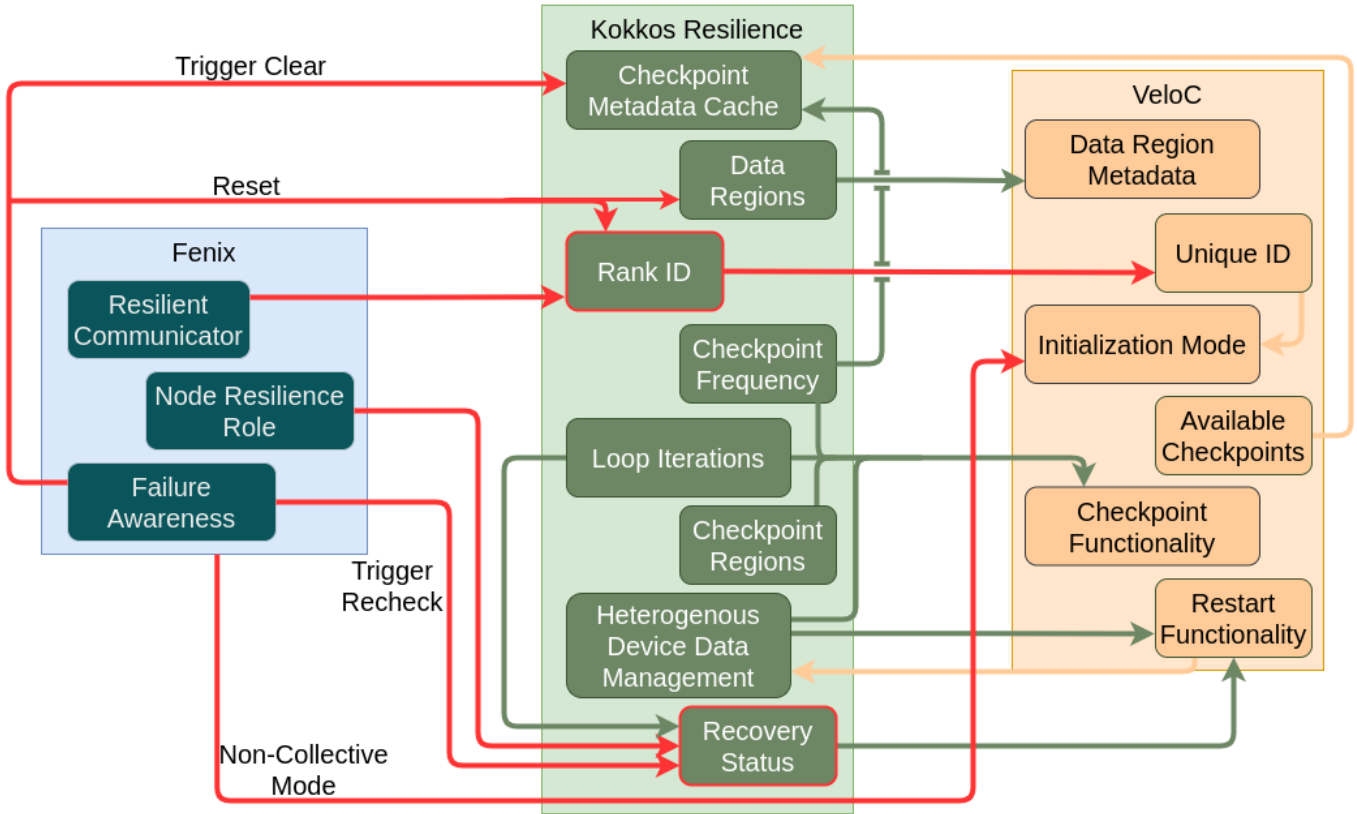 Kokkos Resilience
Trigger Clear
Checkpoint
Metadata Cache
VeloC
Data Region
Metadata
Data
Regions
Reset
Unique ID
Fenix
Rank ID
Resilient
Communicator
Initialization Mode
Checkpoint
Frequency
Node Resilience
Role
Available
Checkpoints
Loop Iterations
Failure
Awareness
Checkpoint
Functionality
Checkpoint
Regions
Trigger
Recheck
Restart
Functionality
Heterogenous
Device Data
Management
Recovery
Status
Non-Collective
Mode